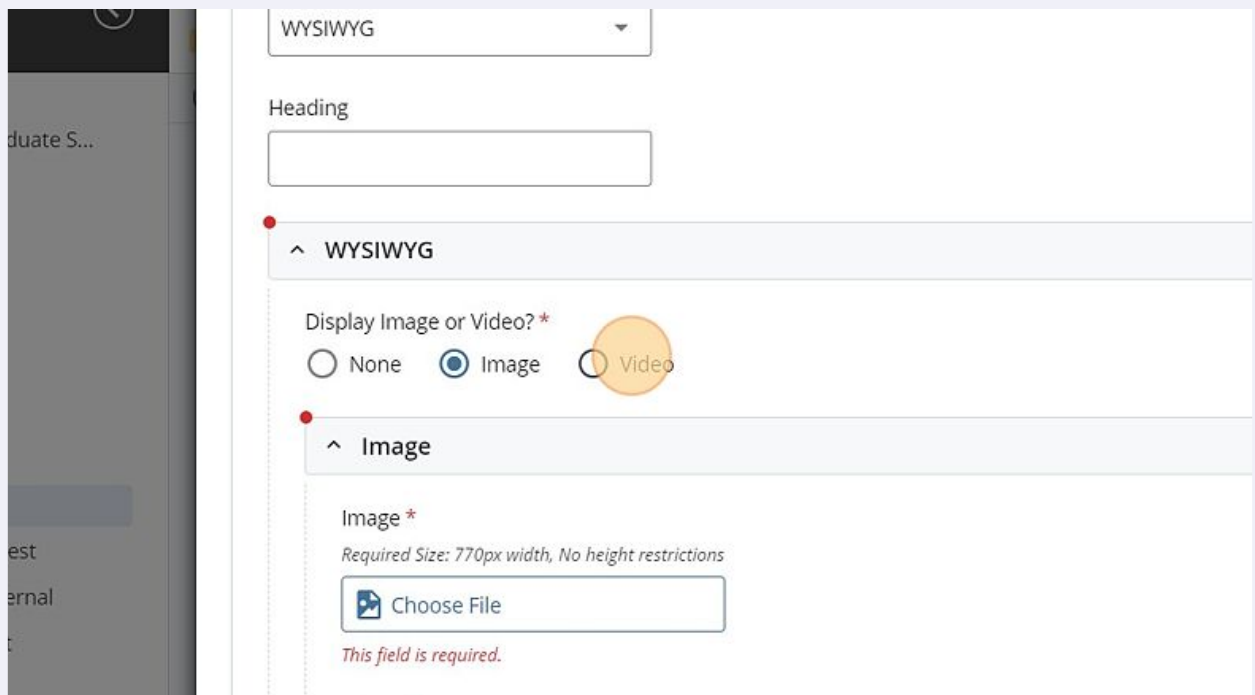 WYSIWYG
Heading
duate S...
WYSIWYG
Display Image or Video? *
None Image Video
Image
Image *
Required Size: 770px width, No height restrictions
est
Choose File
ernal
t
This field is required.